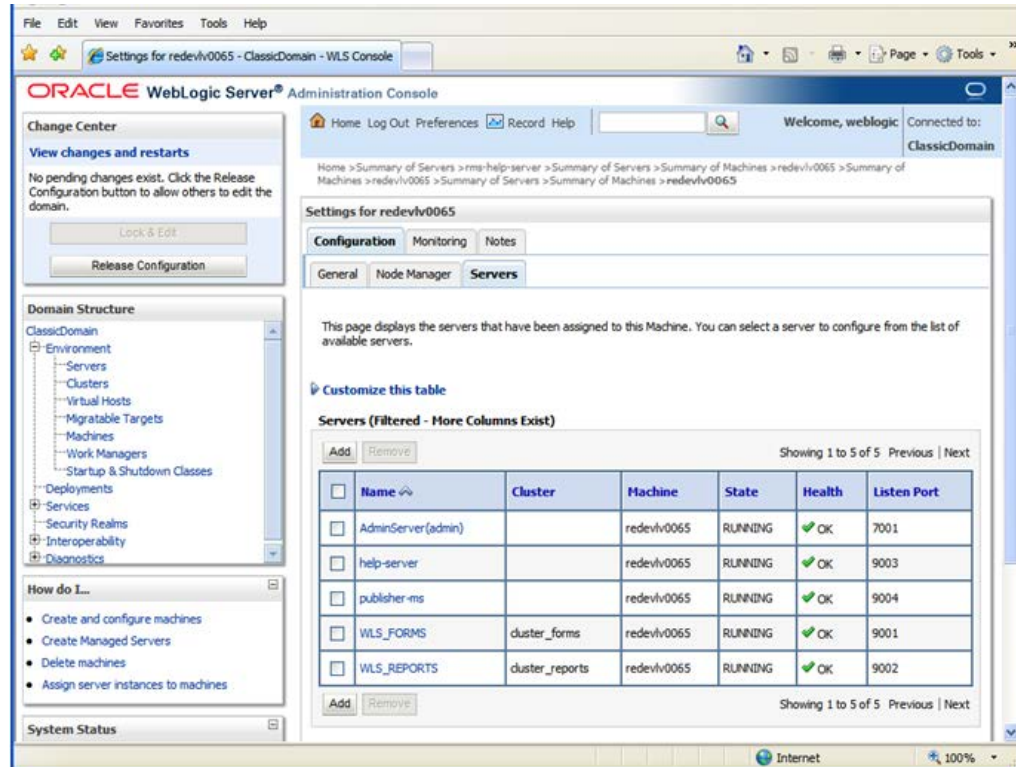 File Edit View Favorites Tools Help
Settings for redevlv0065 - ClassicDomain - WLS Console
Page Tools
ORACLE WebLogic Server® Administration Console
Change Center
View changes and restarts
No pending changes exist. Click the Release
Configuration button to allow others to edit the
domain.
Lock & Edit
Release Configuration
Domain Structure
ClassicDomain
Environment
Servers
Clusters
Virtual Hosts
Migratable Targets
Machines
Work Managers
Startup & Shutdown Classes
Deployments
Services
Security Realms
Interoperability
Diagnostics
How do I...
Create and configure machines
Create Managed Servers
Delete machines
Assign server instances to machines
System Status
Home Log Out Preferences Record Help
Welcome, weblogic Connected to:
ClassicDomain
Home >Summary of Servers >rms-help-server >Summary of Servers >Summary of Machines >redevlv0065 >Summary of
Machines >redevlv0065 >Summary of Servers >Summary of Machines >redevlv0065
Settings for redevlv0065
Configuration Monitoring Notes
General Node Manager Servers
This page displays the servers that have been assigned to this Machine. You can select a server to configure from the list of
available servers.
Customize this table
Servers (Filtered - More Columns Exist)
Add Remove Showing 1 to 5 of 5 Previous | Next
Name Cluster Machine State Health Listen Port
AdminServer(admin) redevlv0065 RUNNING OK 7001
help-server redevlv0065 RUNNING OK 9003
publisher-ms redevlv0065 RUNNING OK 9004
WLS_FORMS cluster_forms redevlv0065 RUNNING OK 9001
WLS_REPORTS cluster_reports redevlv0065 RUNNING OK 9002
Add Remove Showing 1 to 5 of 5 Previous | Next
Internet 100%